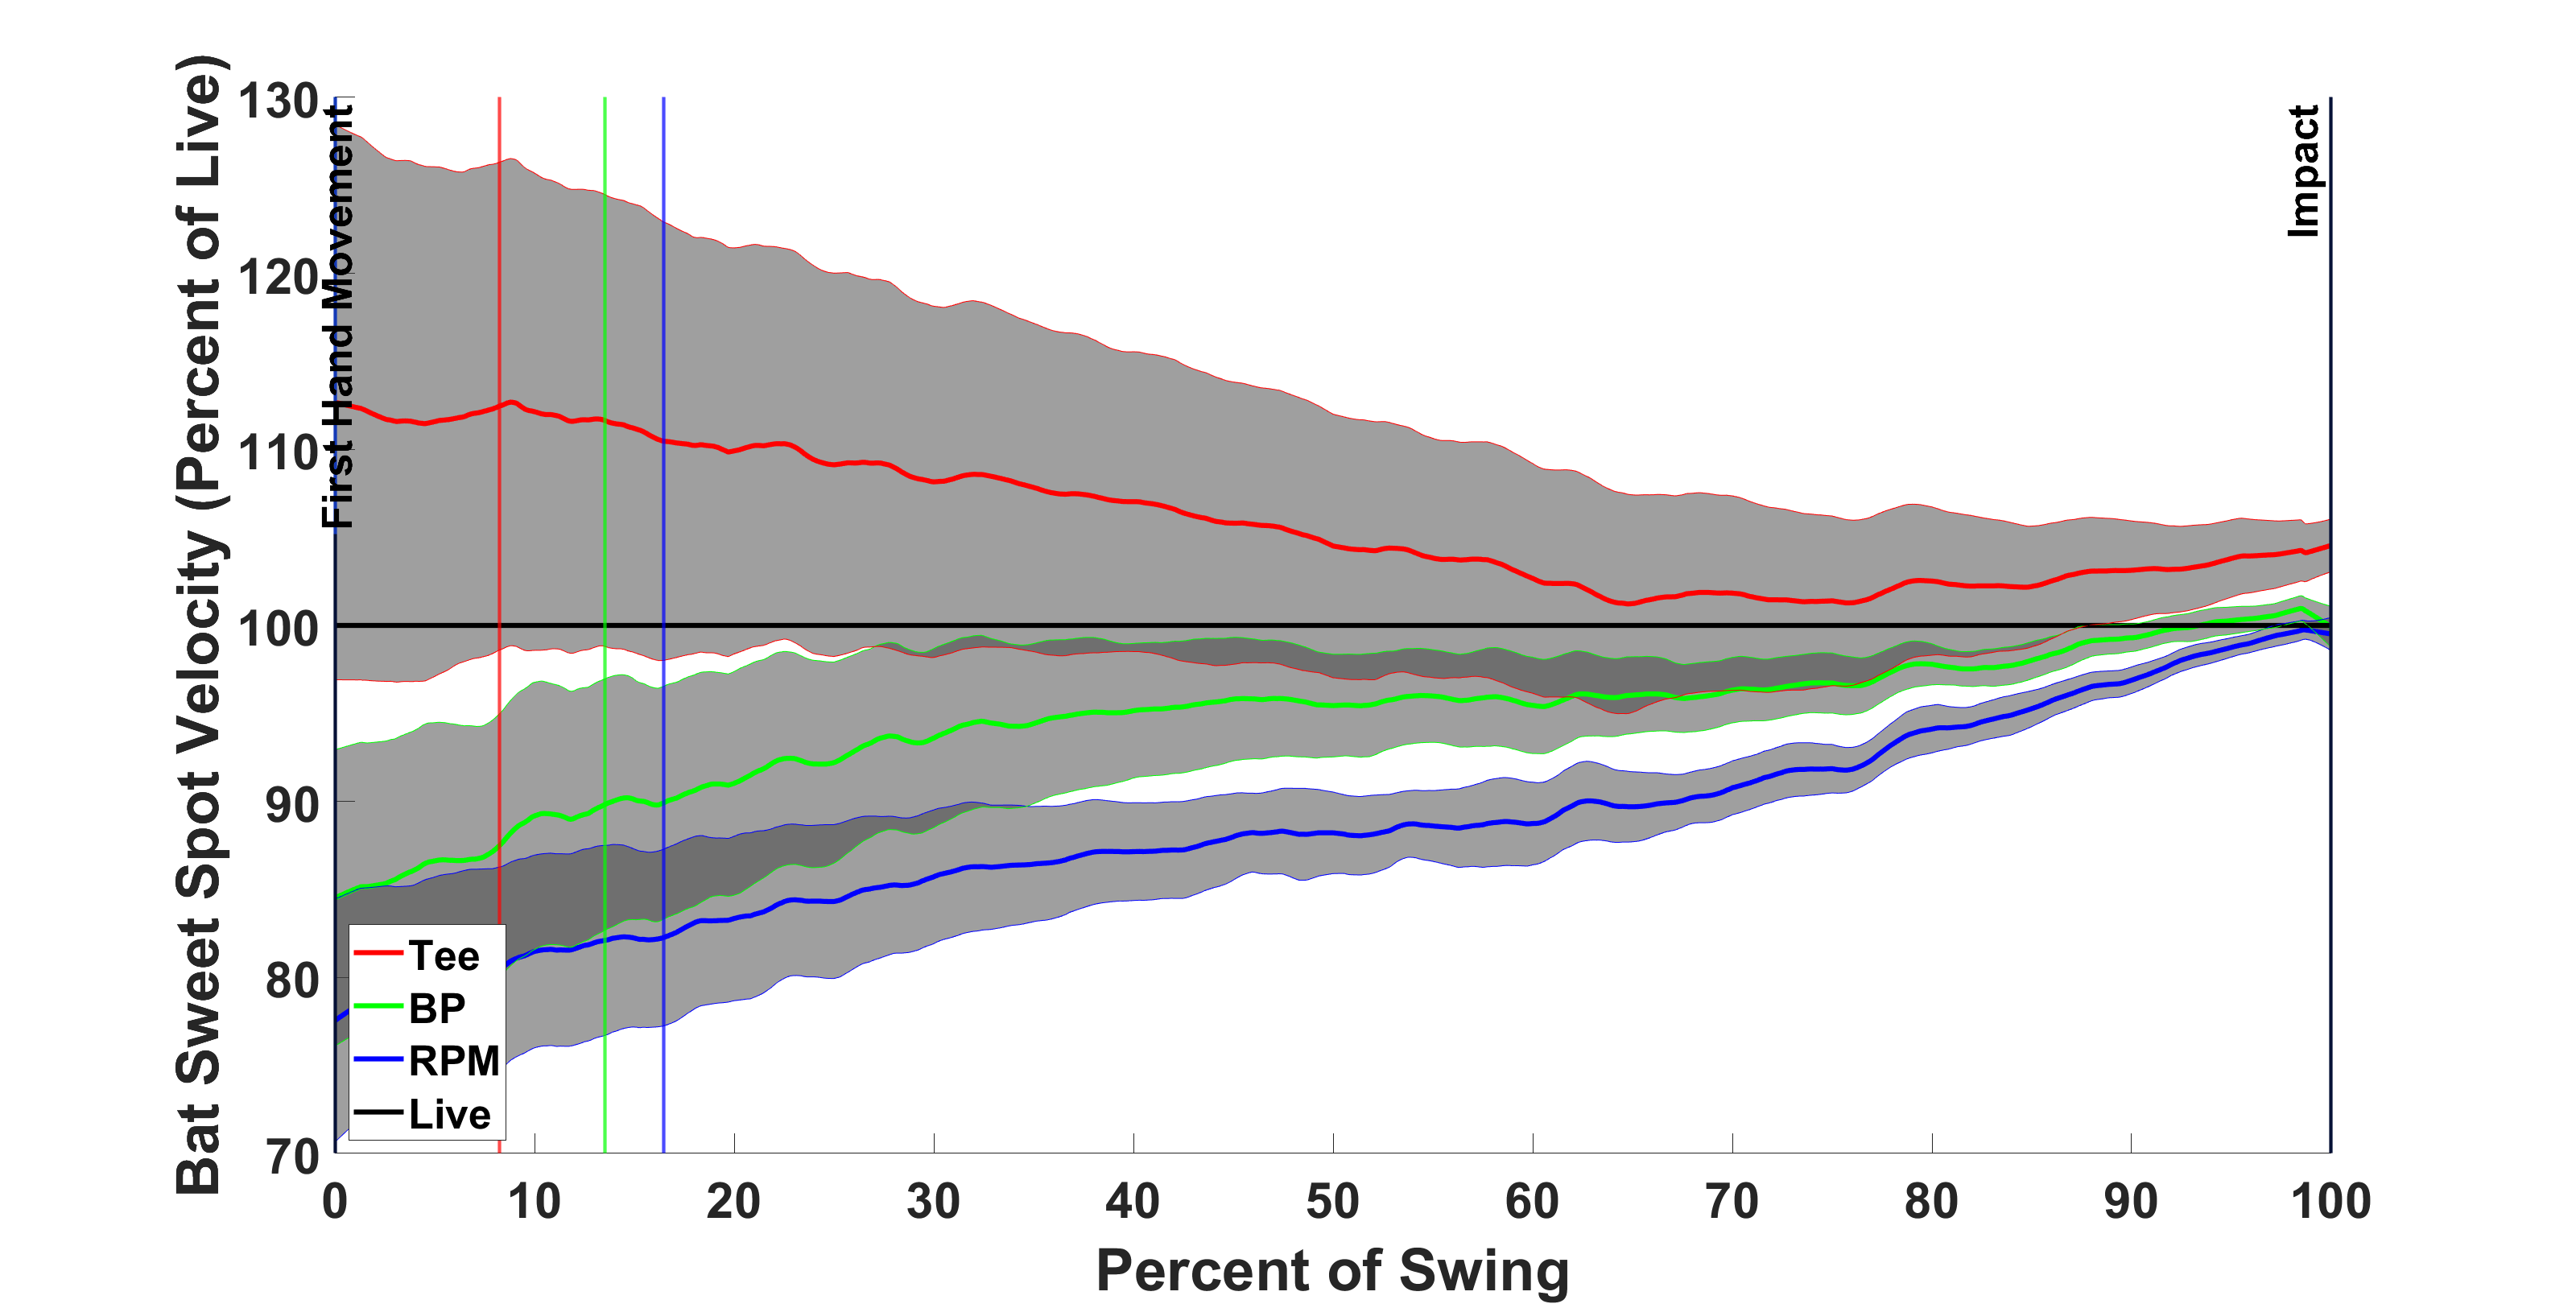 Bat Sweet Spot Velocity (Percent of Live)
130
120
110
100
90
80
70
First Hand Movement
Impact
Tee
BP
RPM
Live
0 10 20 30 40 50 60 70 80 90 100
Percent of Swing